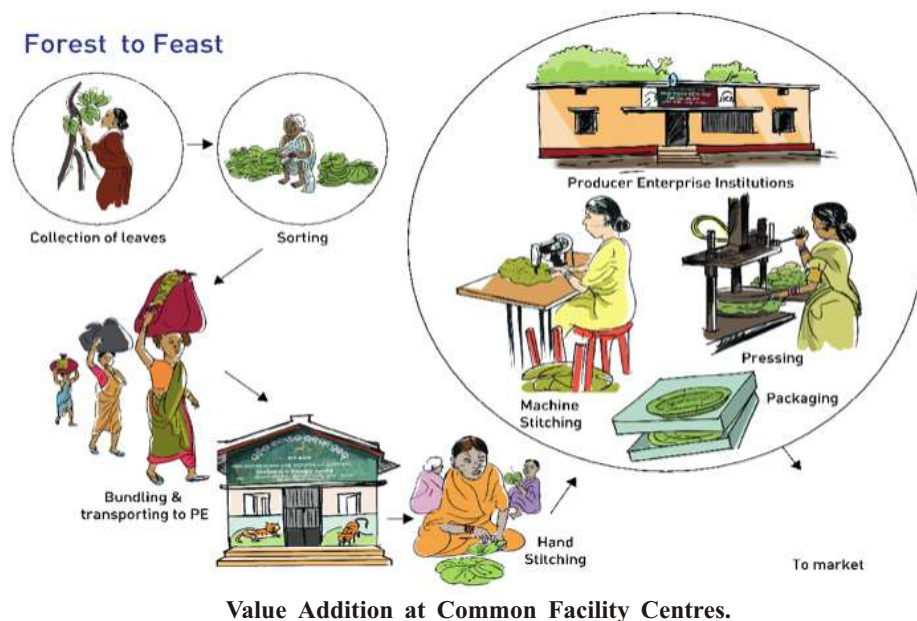 Forest to Feast
Collection of leaves
Sorting
Bundling &
transporting to PE
Hand
Stitching
Producer Enterprise Institutions
Machine
Stitching
Pressing
Packaging
To market
Value Addition at Common Facility Centres.